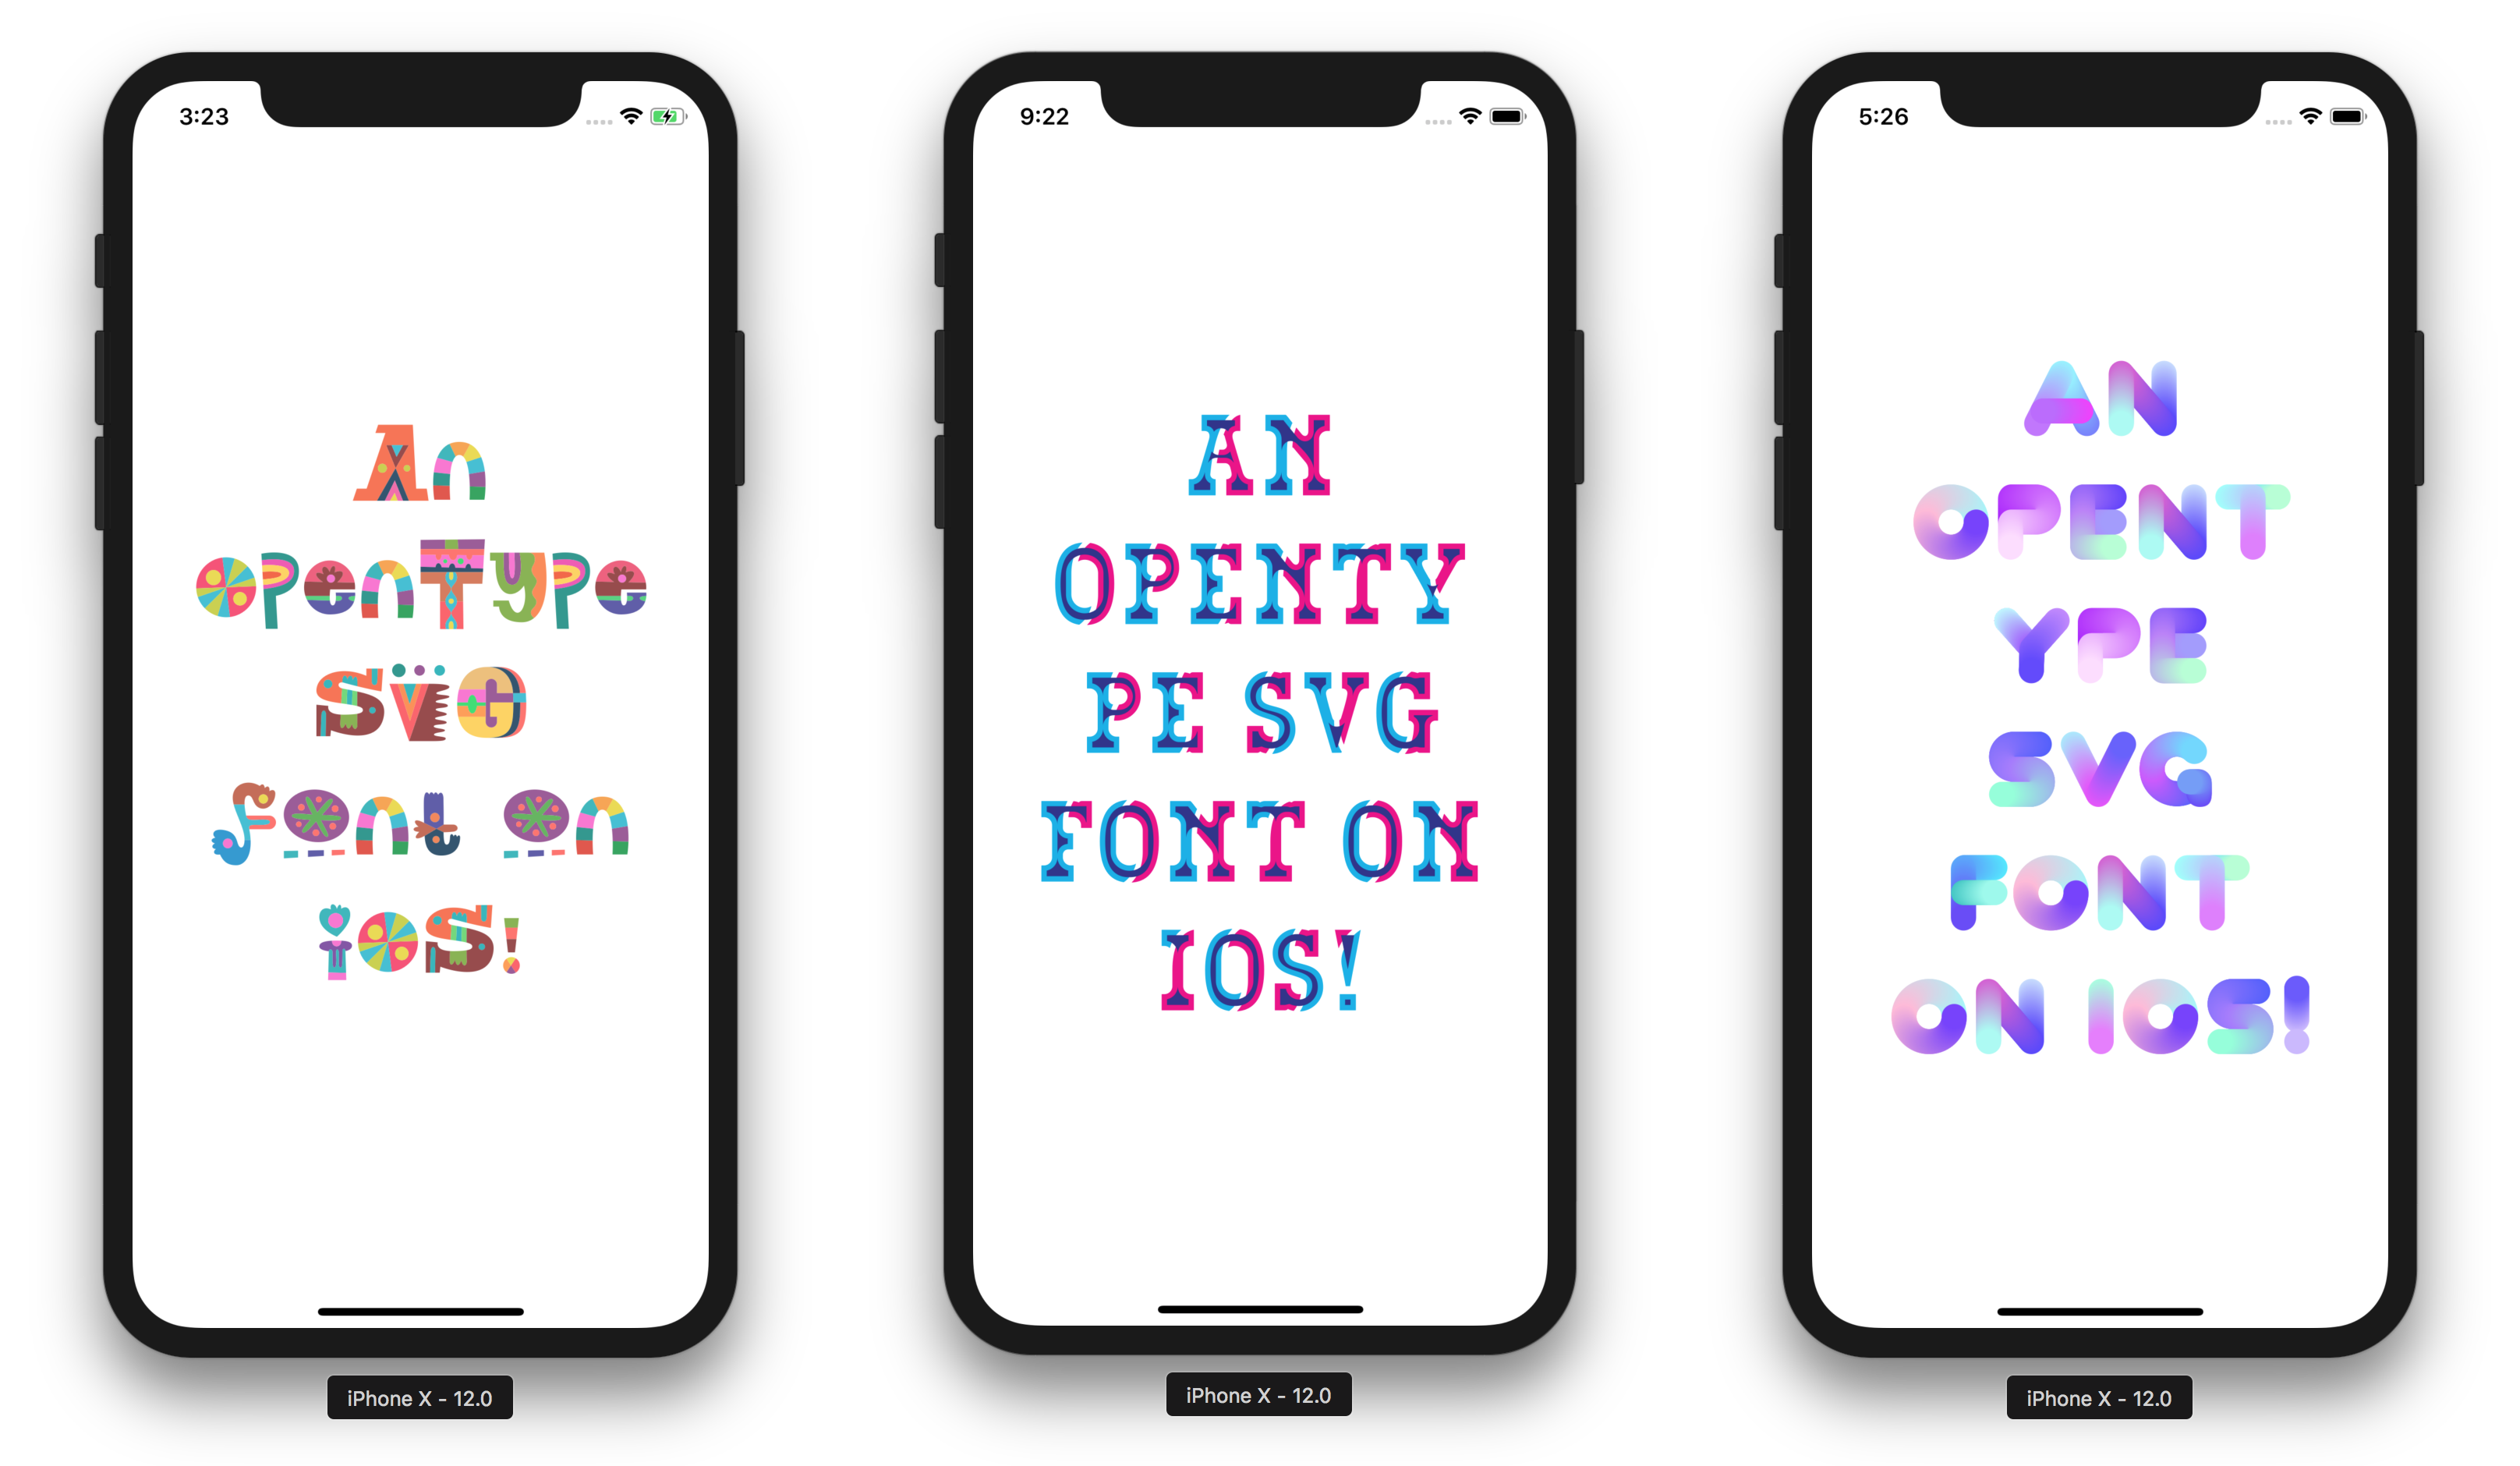 3:23
An
openType
SVG
font on
ioS!
iPhone X - 12.0
9:22
AN
OPENTY
PE SVG
FONT ON
IOS!
iPhone X - 12.0
5:26
AN
OPENT
YPE
SVG
FONT
ON IOS!
iPhone X - 12.0